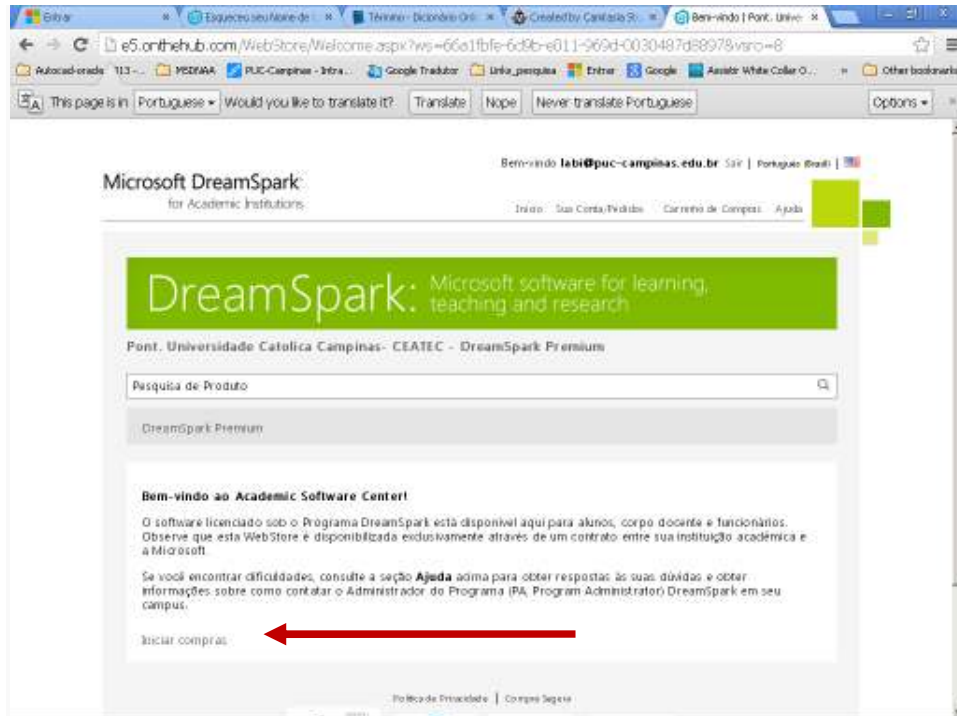 Entrar
Esqueceu seu Nome de
Término - Dicionário Onl
Created by Camtasia S
Bem-vindo | Pont. Unive
e5.onthehub.com/WebStore/Welcome.aspx?ws=66a1fbfe-6d9b-e011-969d-0030487d8897&vsro=8
Autocad-orade 113 - ... MSDNAA PUC-Campinas - Intra... Google Tradutor Links_pesquisa Entrar Google Assistir White Collar O... » Other bookmarks
This page is in Portuguese Would you like to translate it? Translate Nope Never translate Portuguese Options
Bem-vindo labi@puc-campinas.edu.br Sair | Português (Brasil) |
Microsoft DreamSpark
for Academic Institutions
Início Sua Conta/Pedidos Carrinho de Compras Ajuda
DreamSpark: Microsoft software for learning,
teaching and research
Pont. Universidade Catolica Campinas- CEATEC - DreamSpark Premium
Pesquisa de Produto
DreamSpark Premium
Bem-vindo ao Academic Software Center!
O software licenciado sob o Programa DreamSpark está disponível aqui para alunos, corpo docente e funcionários.
Observe que esta WebStore é disponibilizada exclusivamente através de um contrato entre sua instituição acadêmica e
a Microsoft.
Se você encontrar dificuldades, consulte a seção Ajuda acima para obter respostas às suas dúvidas e obter
informações sobre como contatar o Administrador do Programa (PA, Program Administrator) DreamSpark em seu
campus.
Iniciar compras
Política de Privacidade | Compra Segura